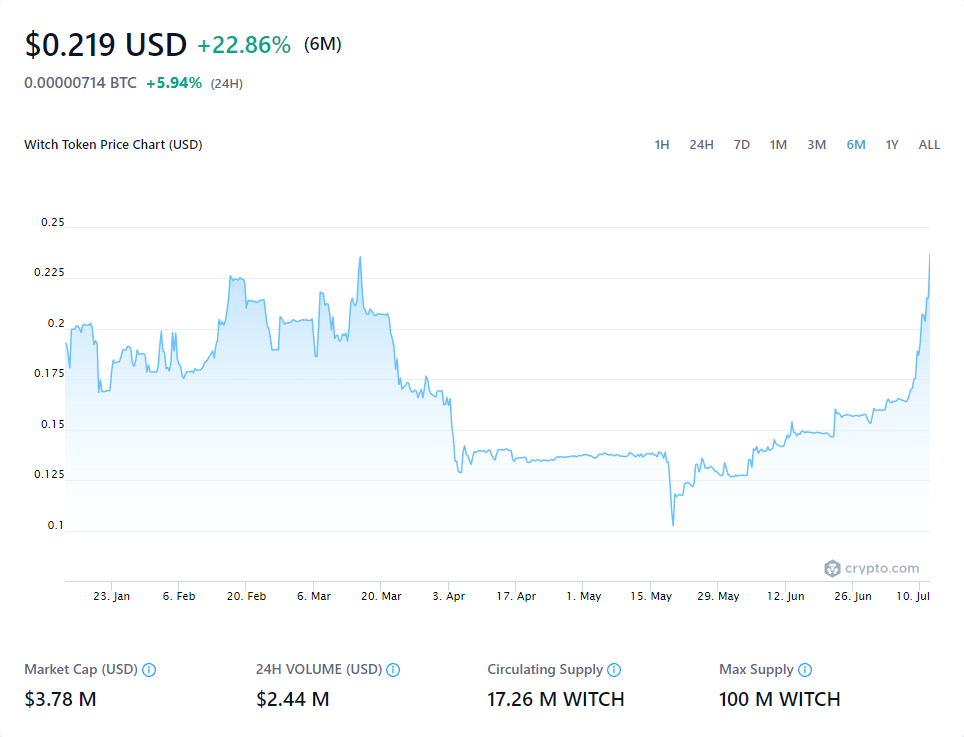 $0.219 USD +22.86% (6M)
0.00000714 BTC +5.94% (24H)
Witch Token Price Chart (USD) 1H 24H 7D 1M 3M 6M 1Y ALL
0.25
0.225
0.2
0.175
0.15
0.125
0.1
crypto.com
23. Jan 6. Feb 20. Feb 6. Mar 20. Mar 3. Apr 17. Apr 1. May 15. May 29. May 12. Jun 26. Jun 10. Jul
Market Cap (USD) 24H VOLUME (USD) Circulating Supply Max Supply
$3.78 M $2.44 M 17.26 M WITCH 100 M WITCH